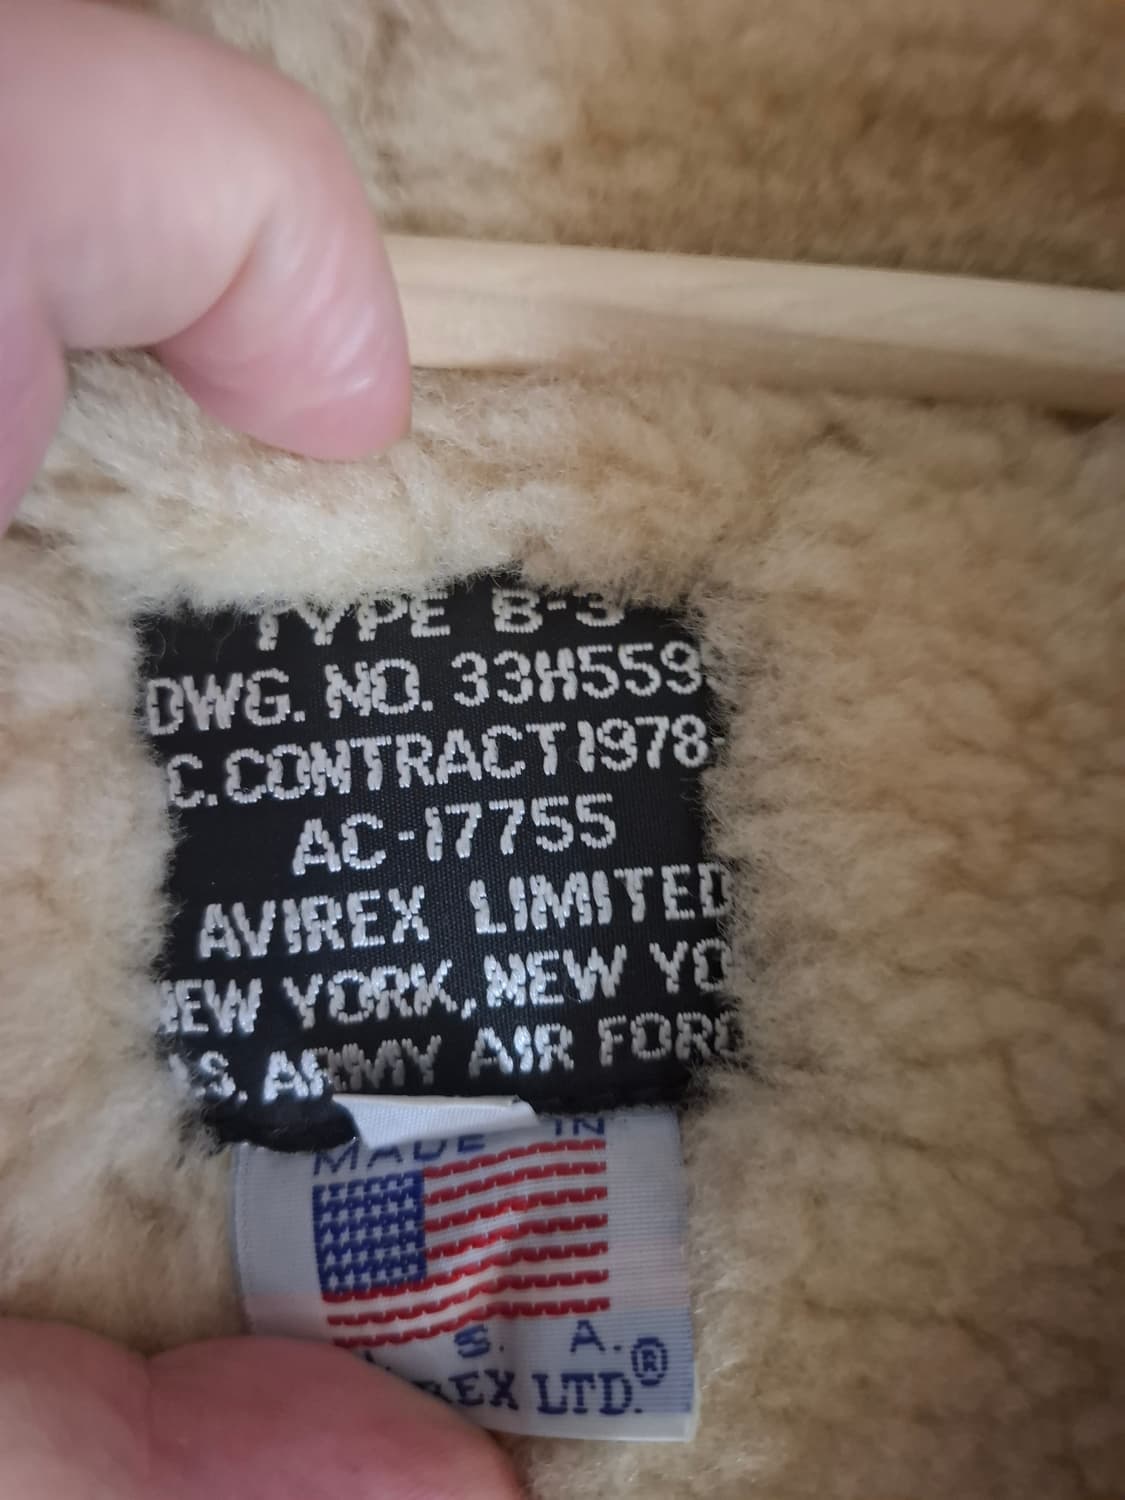 TYPE B-3
DWG. NO. 33H559
C. CONTRACT 1978-
AC-17755
AVIREX LIMITED
NEW YORK, NEW YO
.S. ARMY AIR FORC
MADE IN
S. A.
REX LTD.®